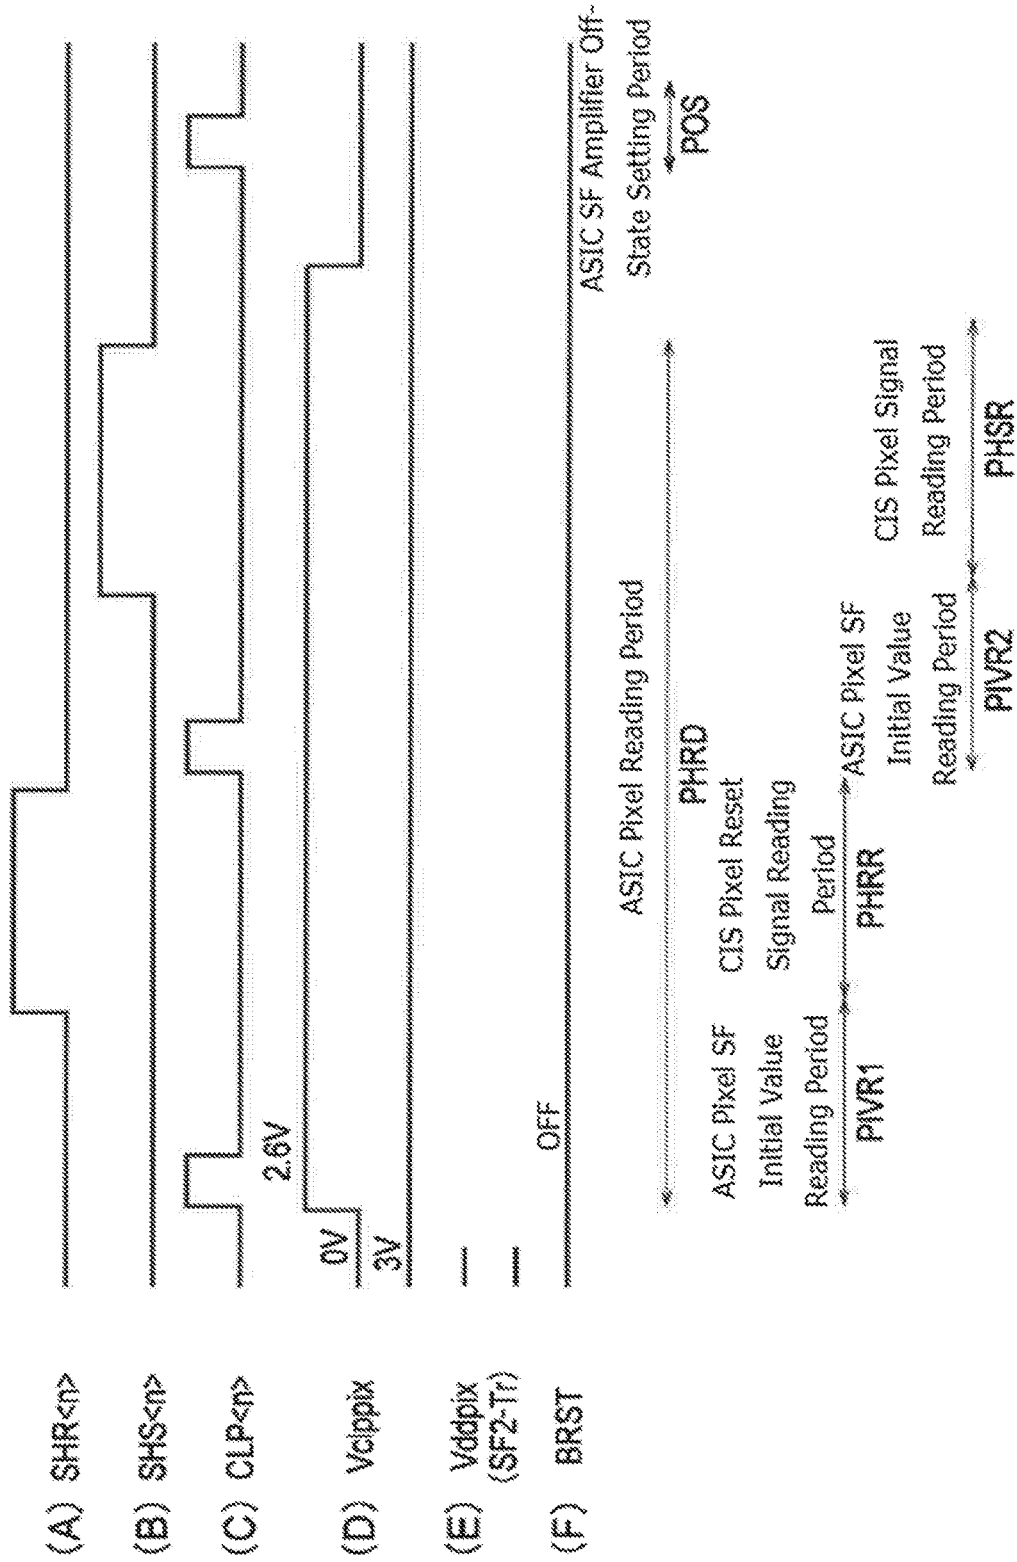 (A) SHR<n>
(B) SHS<n>
(C) CLP<n>
2.6V
(D) Vclppix
0V
3V
(E) Vddpix
(SF2-Tr)
(F) BRST
OFF
ASIC SF Amplifier Off-
State Setting Period
POS
ASIC Pixel Reading Period
PHRD
ASIC Pixel SF
Initial Value
Reading Period
PIVR1
CIS Pixel Reset
Signal Reading
Period
PHRR
ASIC Pixel SF
Initial Value
Reading Period
PIVR2
CIS Pixel Signal
Reading Period
PHSR